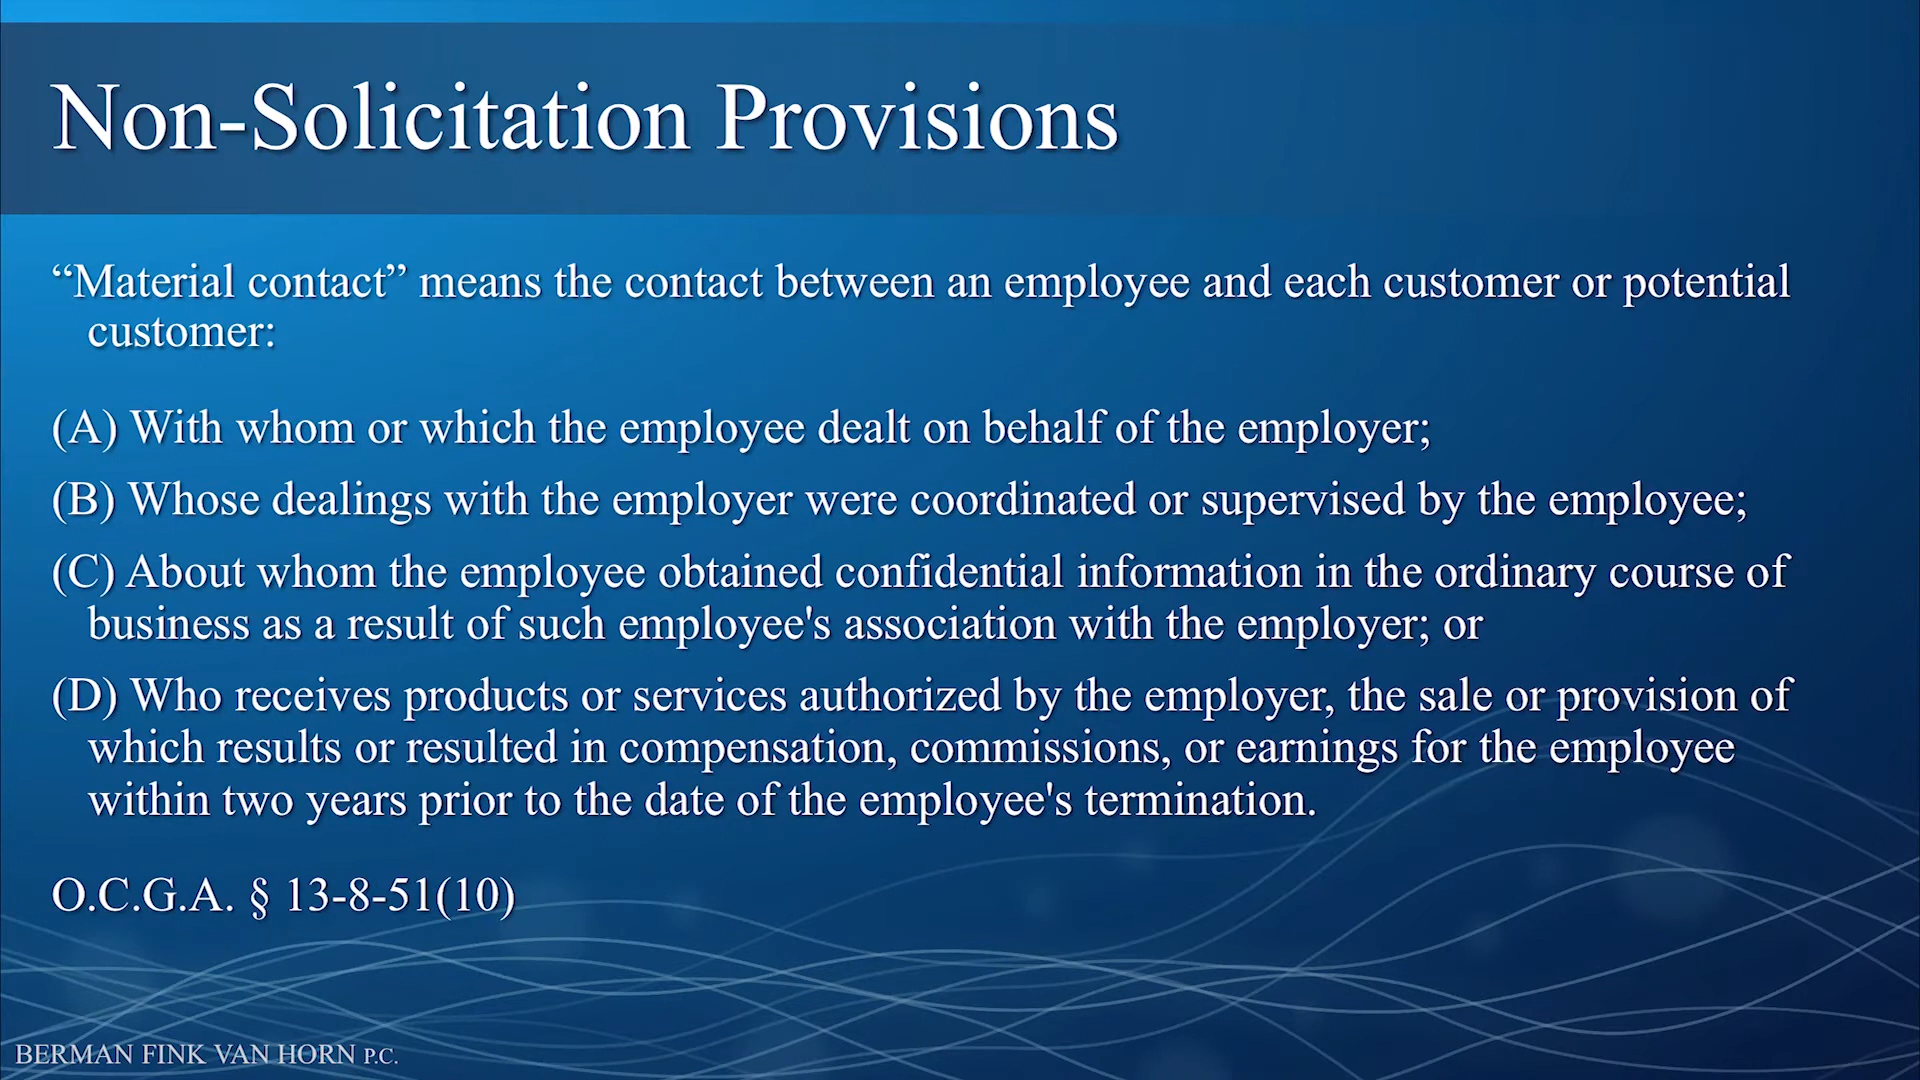 Non-Solicitation Provisions
“Material contact” means the contact between an employee and each customer or potential
customer:
(A) With whom or which the employee dealt on behalf of the employer;
(B) Whose dealings with the employer were coordinated or supervised by the employee;
(C) About whom the employee obtained confidential information in the ordinary course of
business as a result of such employee's association with the employer; or
(D) Who receives products or services authorized by the employer, the sale or provision of
which results or resulted in compensation, commissions, or earnings for the employee
within two years prior to the date of the employee's termination.
O.C.G.A. § 13-8-51(10)
BERMAN FINK VAN HORN P.C.